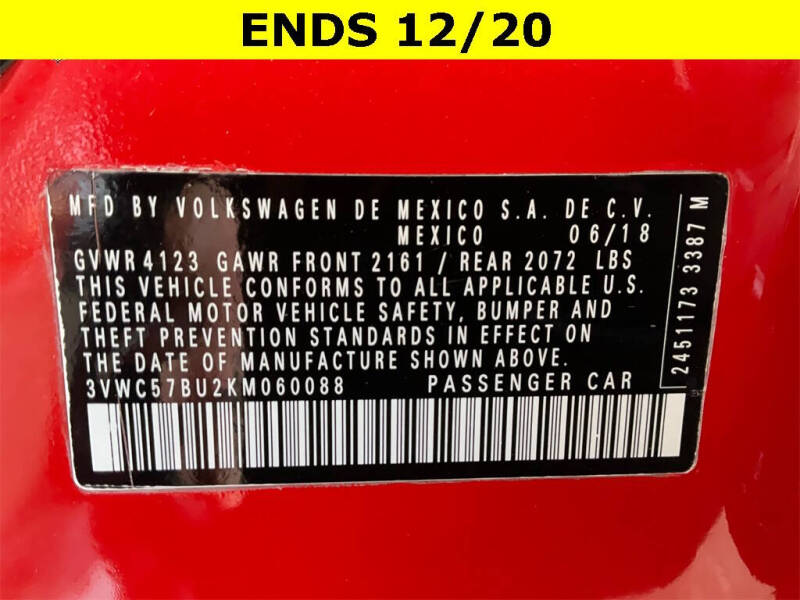 ENDS 12/20
MFD BY VOLKSWAGEN DE MEXICO S.A. DE C.V.
MEXICO 06/18
GVWR 4123 GAWR FRONT 2161 / REAR 2072 LBS
THIS VEHICLE CONFORMS TO ALL APPLICABLE U.S.
FEDERAL MOTOR VEHICLE SAFETY, BUMPER AND
THEFT PREVENTION STANDARDS IN EFFECT ON
THE DATE OF MANUFACTURE SHOWN ABOVE.
3VWC57BU2KM060088 PASSENGER CAR
2451173 3387 M